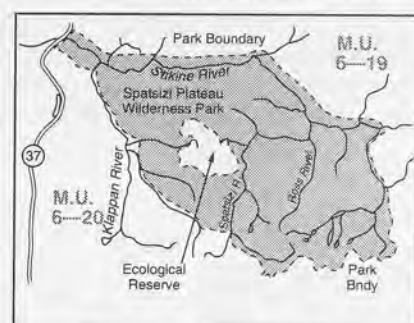 Park Boundary
M.U.
6----19
Stikine River
Spatsizi Plateau
Wilderness Park
37
Klappan River
M.U.
6----20
Spatsizi R.
Ross River
Ecological
Reserve
Park
Bndy